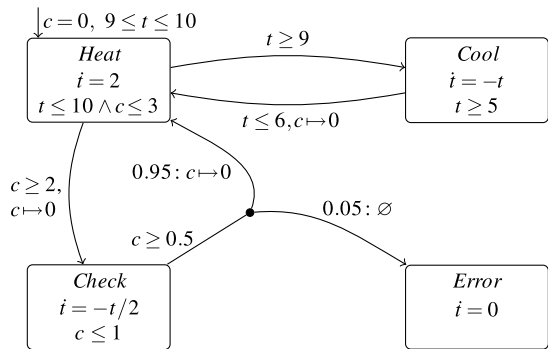 c = 0, 9 ≤ t ≤ 10
Heat
ṫ = 2
t ≤ 10 ∧ c ≤ 3
t ≥ 9
Cool
ṫ = −t
t ≥ 5
t ≤ 6, c ↦ 0
c ≥ 2,
c ↦ 0
0.95: c ↦ 0
0.05: ∅
c ≥ 0.5
Check
ṫ = −t/2
c ≤ 1
Error
ṫ = 0